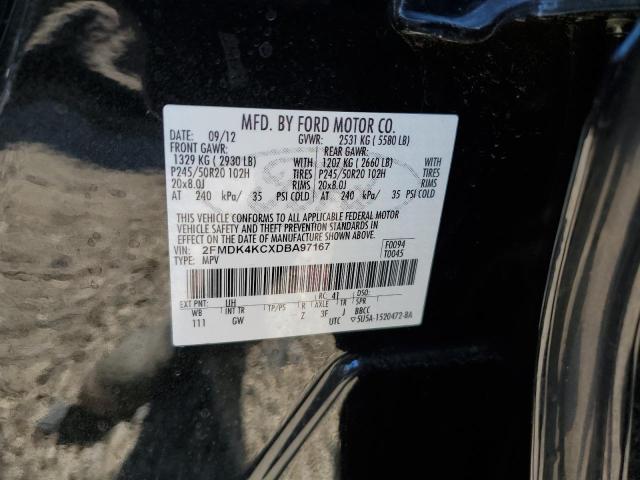 MFD. BY FORD MOTOR CO.
DATE: 09/12 GVWR: 2531 KG ( 5580 LB)
FRONT GAWR: REAR GAWR:
1329 KG ( 2930 LB) 1207 KG ( 2660 LB)
P245/50R20 102H TIRES P245/50R20 102H TIRES
20x8.0J RIMS 20x8.0J RIMS
AT 240 kPa/ 35 PSI COLD AT 240 kPa/ 35 PSI COLD
THIS VEHICLE CONFORMS TO ALL APPLICABLE FEDERAL MOTOR
VEHICLE SAFETY AND THEFT PREVENTION STANDARDS IN
EFFECT ON THE DATE OF MANUFACTURE SHOWN ABOVE.
VIN: 2FMDK4KCXDBA97167 F0094
TYPE: MPV T0045
EXT PNT: UH RC: 41 DSO:
WB INT TR TP/PS R AXLE TR SPR
111 GW Z 3F J BBCC
UTC 5U5A-1520472-BA